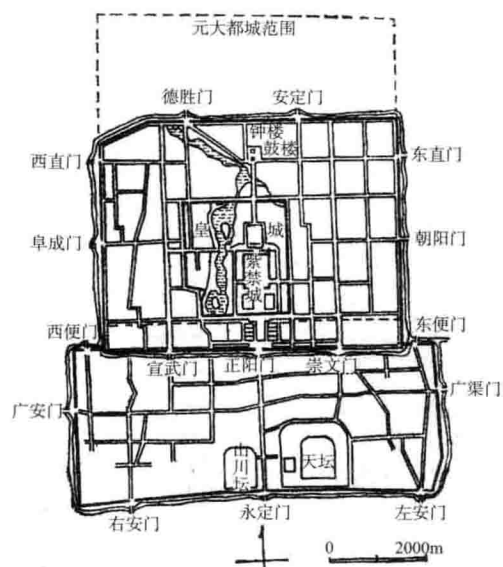 元大都城范围
德胜门
安定门
钟楼
鼓楼
西直门
东直门
皇
城
阜成门
朝阳门
紫禁城
西便门
东便门
宣武门
正阳门
崇文门
广安门
广渠门
山川坛
天坛
右安门
永定门
左安门
0
2000m